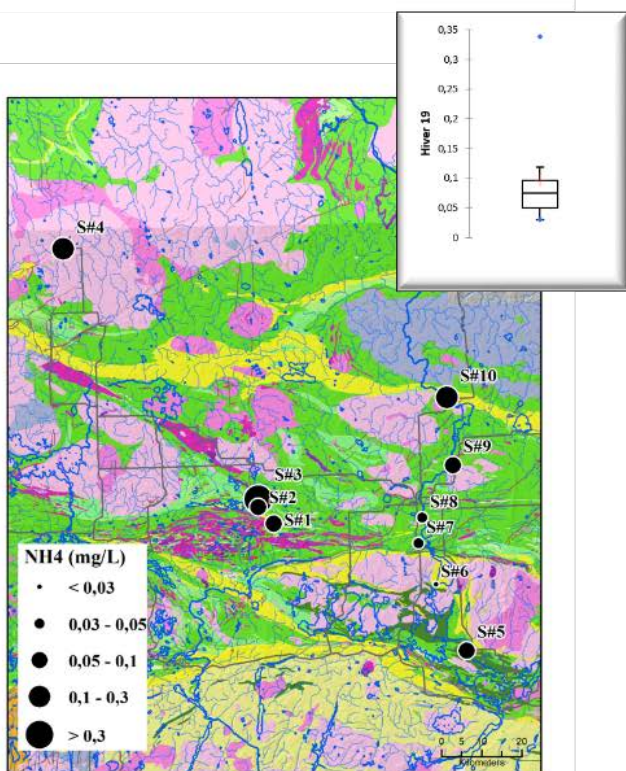 0,35
0,3
0,25
0,2
0,15
0,1
0,05
0
Hiver 19
S#4
S#10
S#9
S#3
S#2
S#1
S#8
S#7
S#6
S#5
NH4 (mg/L)
< 0,03
0,03 - 0,05
0,05 - 0,1
0,1 - 0,3
> 0,3
0 5 10 20
Kilometers